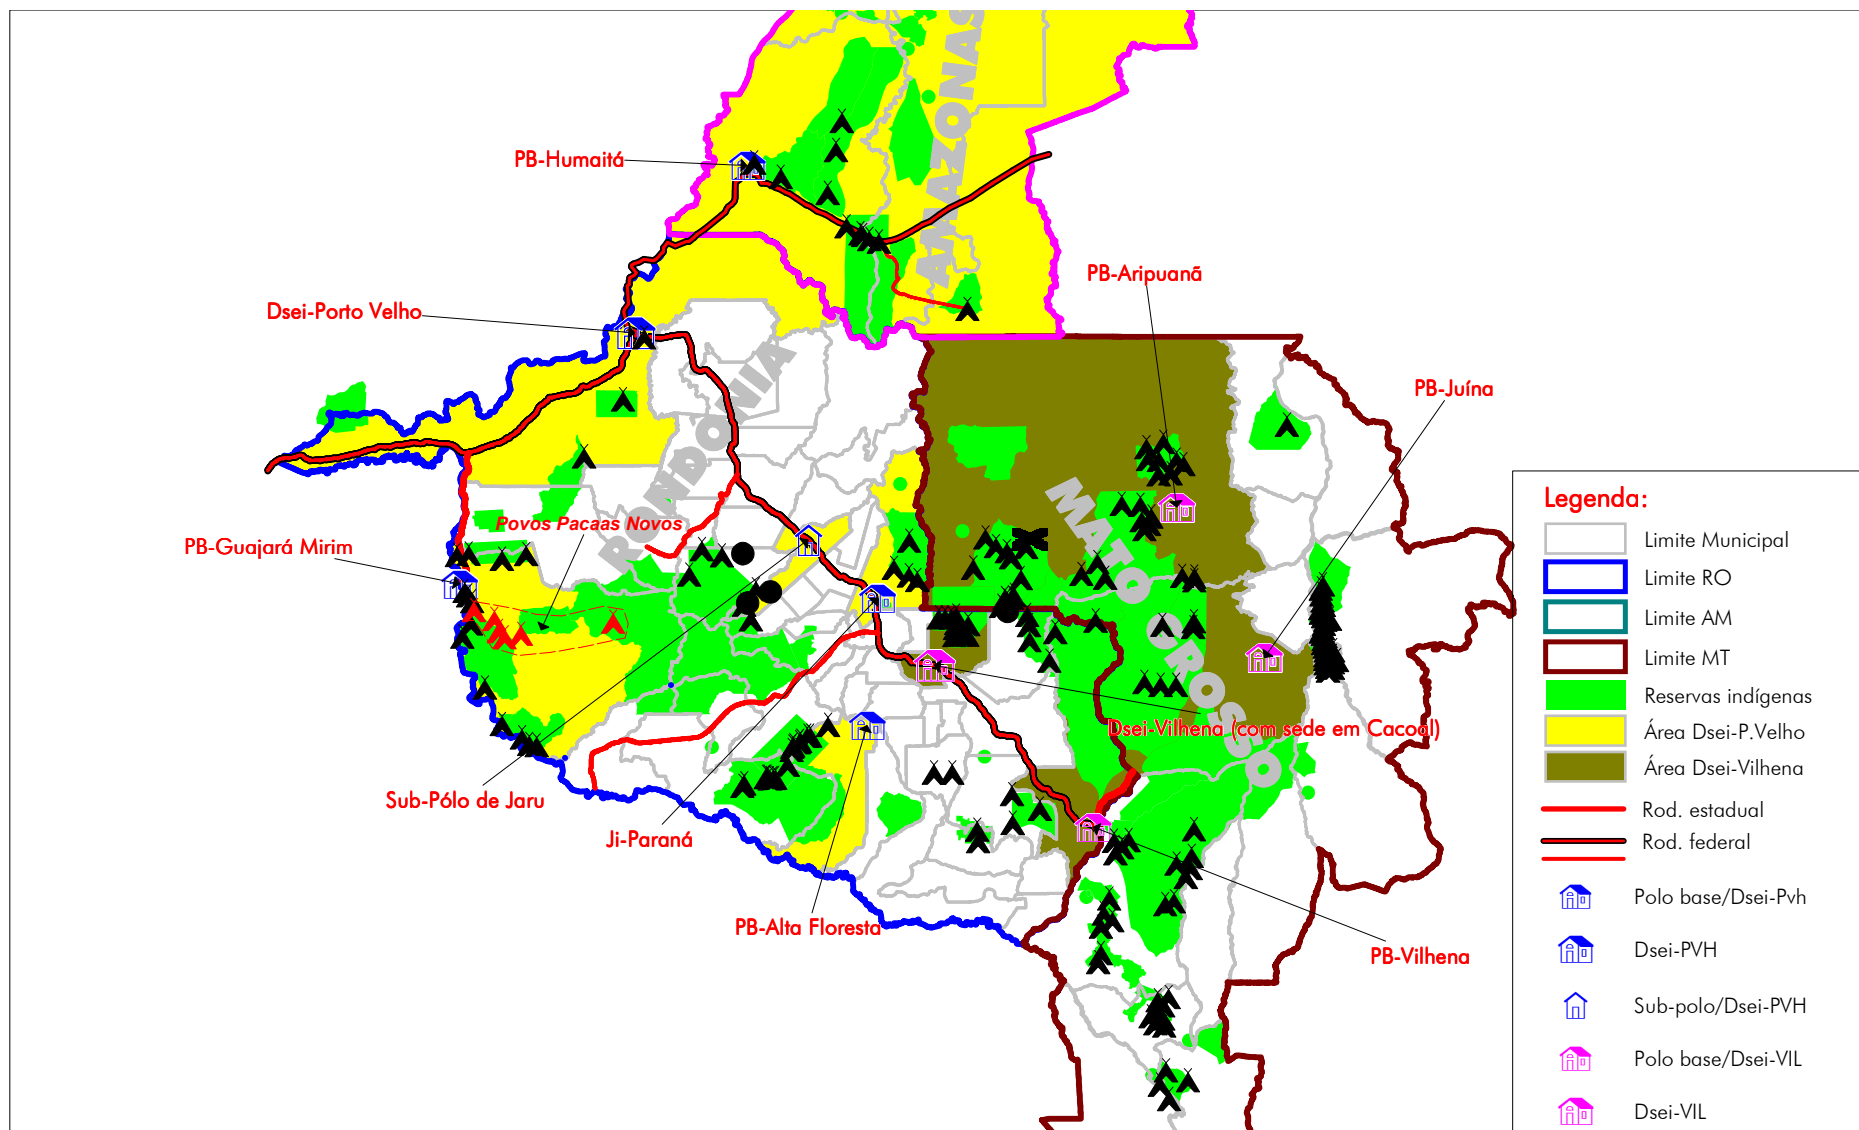 AMAZONAS
PB-Humaitá
PB-Aripuanã
Dsei-Porto Velho
RONDÔNIA
PB-Juína
MATO GROSSO
Povos Pacaas Novos
PB-Guajará Mirim
Dsei-Vilhena (com sede em Cacoal)
Sub-Pólo de Jaru
Ji-Paraná
PB-Alta Floresta
PB-Vilhena
Legenda:
Limite Municipal
Limite RO
Limite AM
Limite MT
Reservas indígenas
Área Dsei-P.Velho
Área Dsei-Vilhena
Rod. estadual
Rod. federal
Polo base/Dsei-Pvh
Dsei-PVH
Sub-polo/Dsei-PVH
Polo base/Dsei-VIL
Dsei-VIL